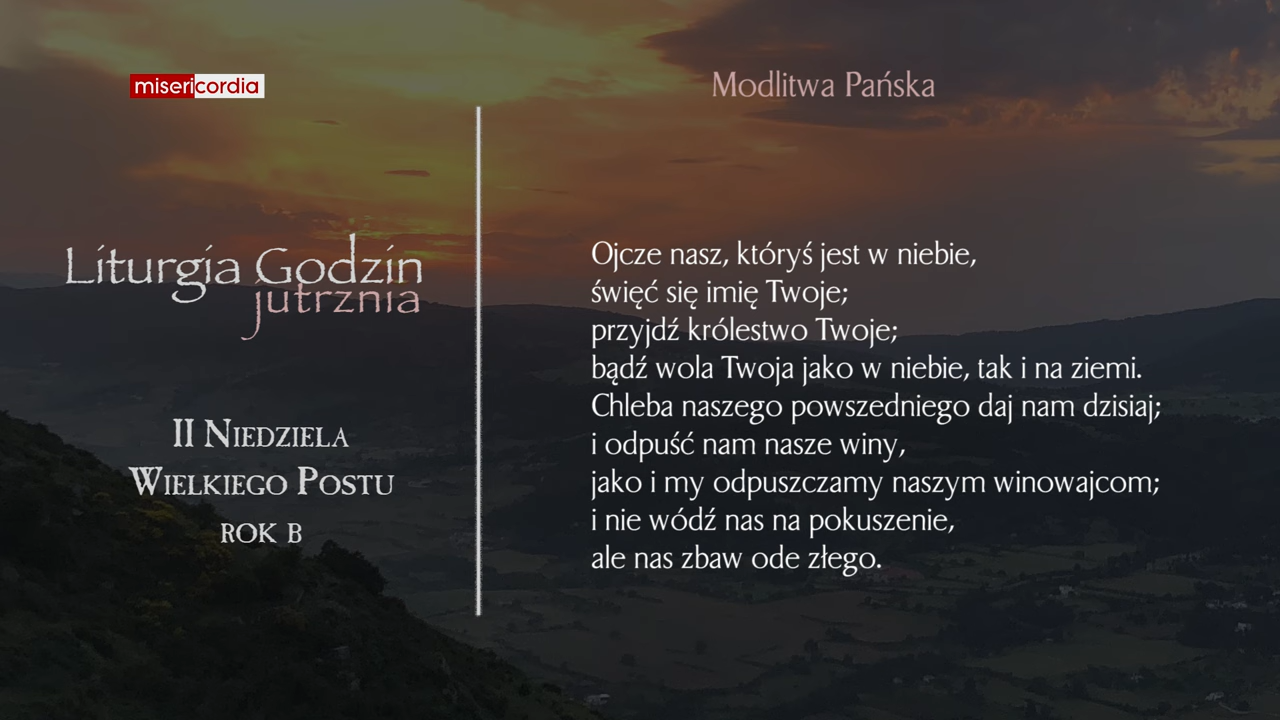 misericordia
Liturgia Godzin
jutrznia
II Niedziela
Wielkiego Postu
rok B
Modlitwa Pańska
Ojcze nasz, któryś jest w niebie,
święć się imię Twoje;
przyjdź królestwo Twoje;
bądź wola Twoja jako w niebie, tak i na ziemi.
Chleba naszego powszedniego daj nam dzisiaj;
i odpuść nam nasze winy,
jako i my odpuszczamy naszym winowajcom;
i nie wódź nas na pokuszenie,
ale nas zbaw ode złego.